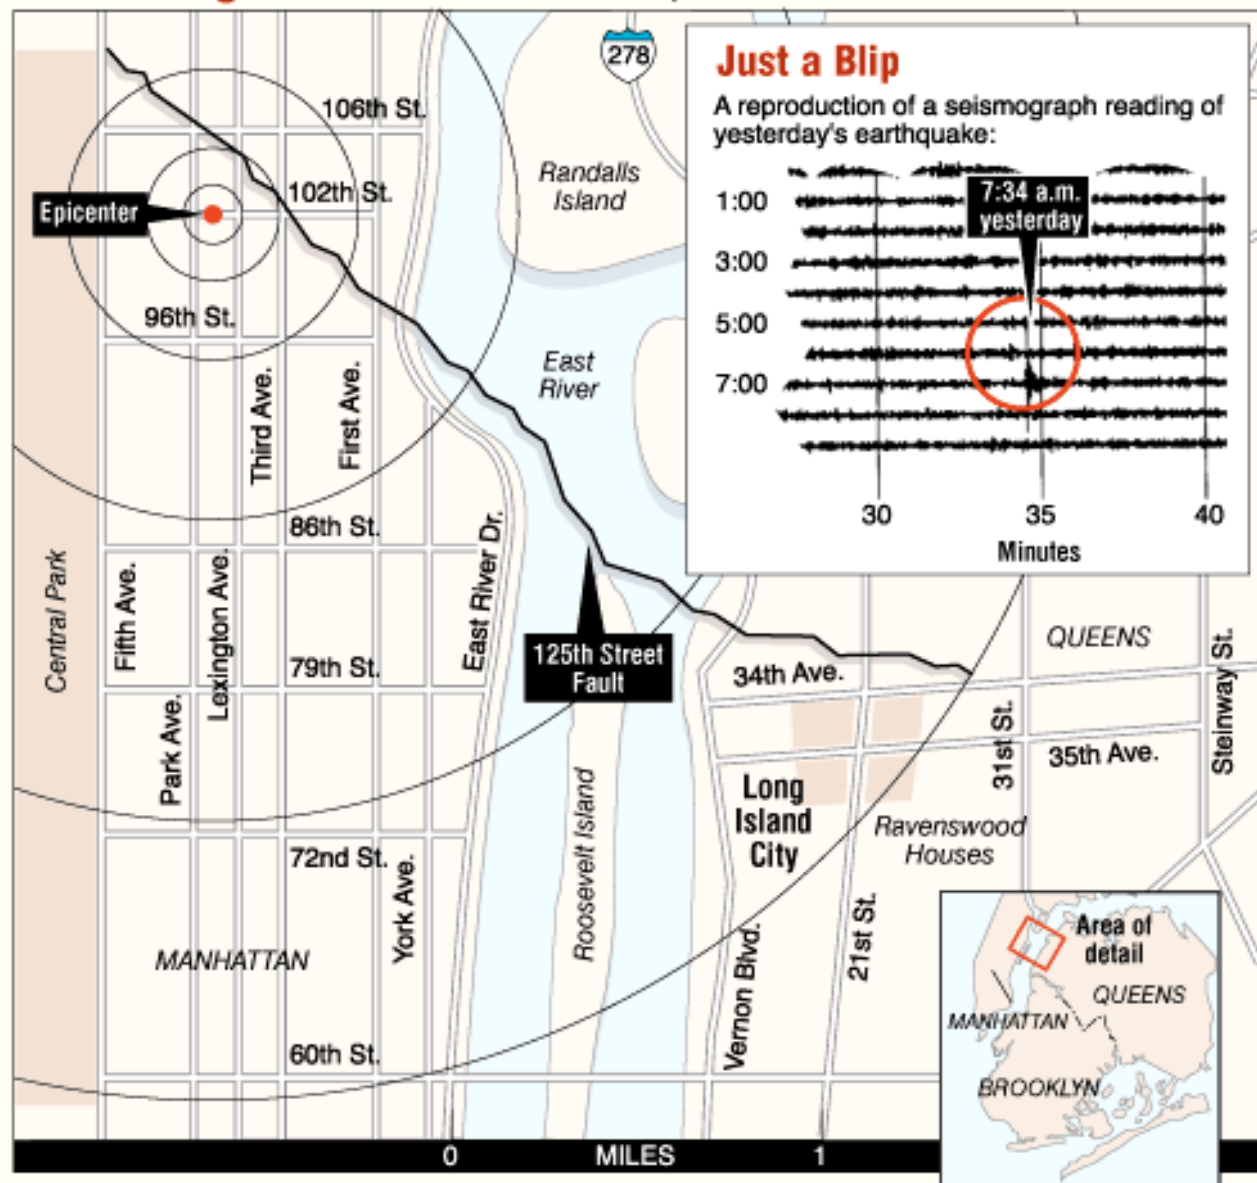 278
Just a Blip
A reproduction of a seismograph reading of
yesterday's earthquake:
7:34 a.m.
yesterday
1:00
3:00
5:00
7:00
30
35
40
Minutes
106th St.
Randalls
Island
102th St.
Epicenter
96th St.
East
River
Third Ave.
First Ave.
86th St.
East River Dr.
Central Park
Fifth Ave.
Lexington Ave.
Park Ave.
79th St.
125th Street
Fault
34th Ave.
QUEENS
Steinway St.
31st St.
35th Ave.
Long
Island
City
Ravenswood
Houses
72nd St.
York Ave.
Roosevelt Island
MANHATTAN
Vernon Blvd.
21st St.
60th St.
Area of
detail
QUEENS
MANHATTAN
BROOKLYN
0
MILES
1